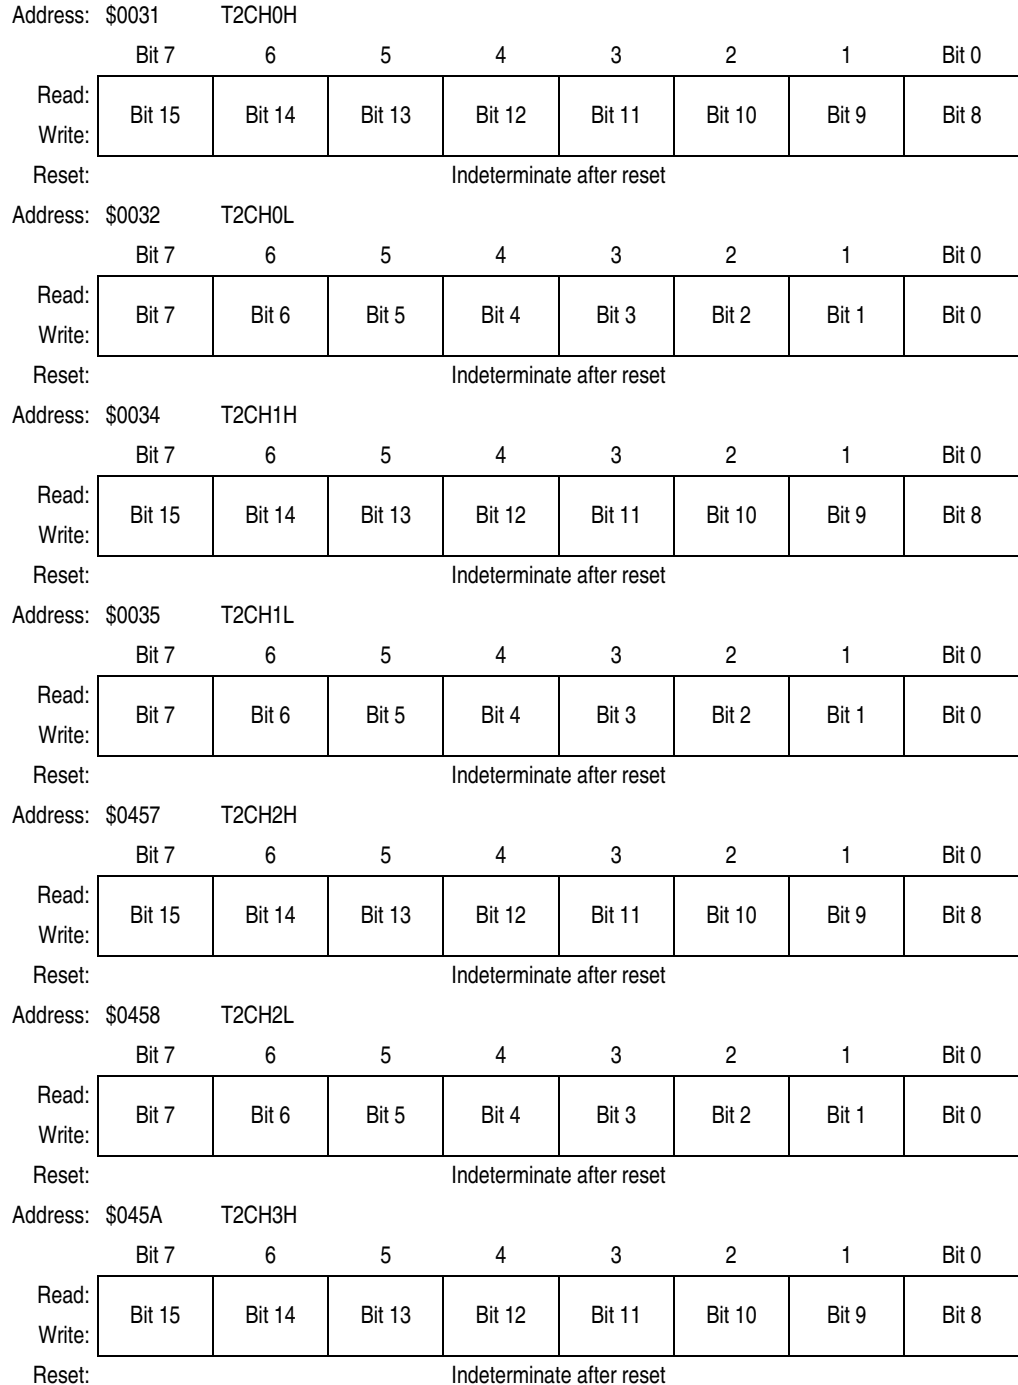 Address: $0031 T2CH0H
Bit 7 6 5 4 3 2 1 Bit 0
Read:
Bit 15 Bit 14 Bit 13 Bit 12 Bit 11 Bit 10 Bit 9 Bit 8
Write:
Reset: Indeterminate after reset
Address: $0032 T2CH0L
Bit 7 6 5 4 3 2 1 Bit 0
Read:
Bit 7 Bit 6 Bit 5 Bit 4 Bit 3 Bit 2 Bit 1 Bit 0
Write:
Reset: Indeterminate after reset
Address: $0034 T2CH1H
Bit 7 6 5 4 3 2 1 Bit 0
Read:
Bit 15 Bit 14 Bit 13 Bit 12 Bit 11 Bit 10 Bit 9 Bit 8
Write:
Reset: Indeterminate after reset
Address: $0035 T2CH1L
Bit 7 6 5 4 3 2 1 Bit 0
Read:
Bit 7 Bit 6 Bit 5 Bit 4 Bit 3 Bit 2 Bit 1 Bit 0
Write:
Reset: Indeterminate after reset
Address: $0457 T2CH2H
Bit 7 6 5 4 3 2 1 Bit 0
Read:
Bit 15 Bit 14 Bit 13 Bit 12 Bit 11 Bit 10 Bit 9 Bit 8
Write:
Reset: Indeterminate after reset
Address: $0458 T2CH2L
Bit 7 6 5 4 3 2 1 Bit 0
Read:
Bit 7 Bit 6 Bit 5 Bit 4 Bit 3 Bit 2 Bit 1 Bit 0
Write:
Reset: Indeterminate after reset
Address: $045A T2CH3H
Bit 7 6 5 4 3 2 1 Bit 0
Read:
Bit 15 Bit 14 Bit 13 Bit 12 Bit 11 Bit 10 Bit 9 Bit 8
Write:
Reset: Indeterminate after reset